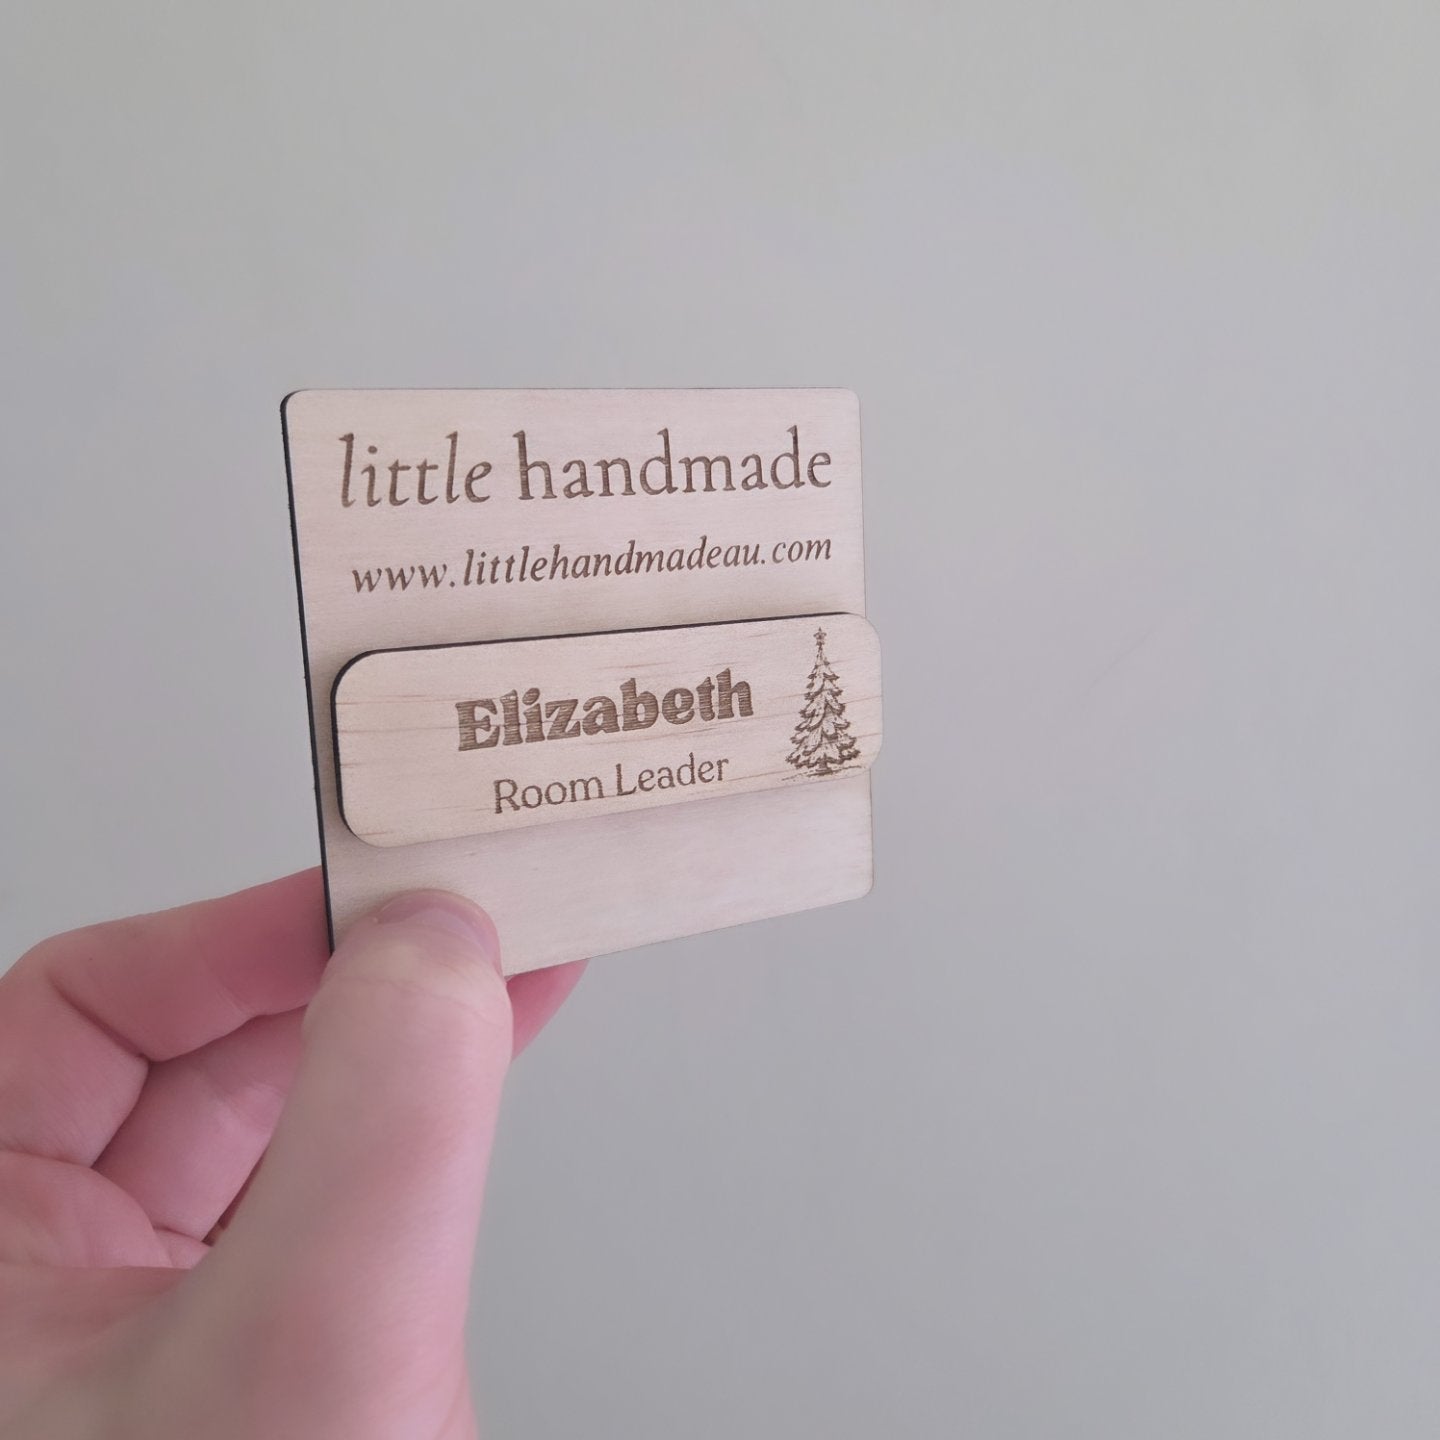 little handmade
www.littlehandmadeau.com
Elizabeth
Room Leader